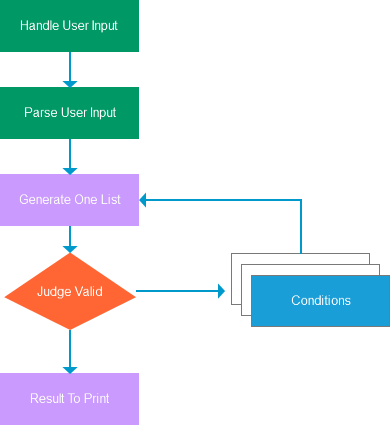 Handle User Input
Parse User Input
Generate One List
Judge Valid
Conditions
Result To Print